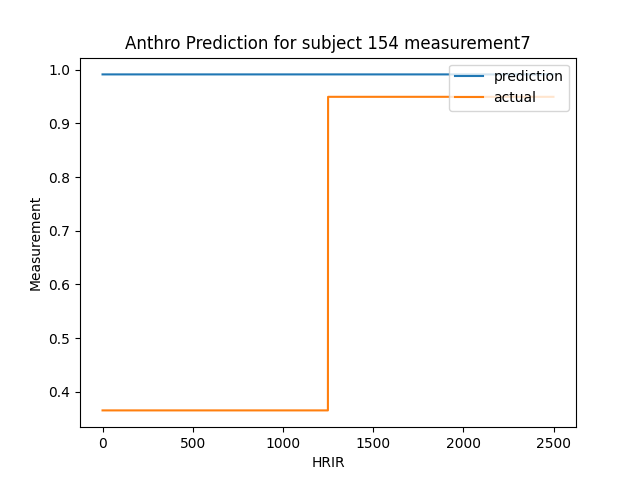 Anthro Prediction for subject 154 measurement7
prediction
actual
1.0
0.9
0.8
0.7
0.6
0.5
0.4
Measurement
0 500 1000 1500 2000 2500
HRIR